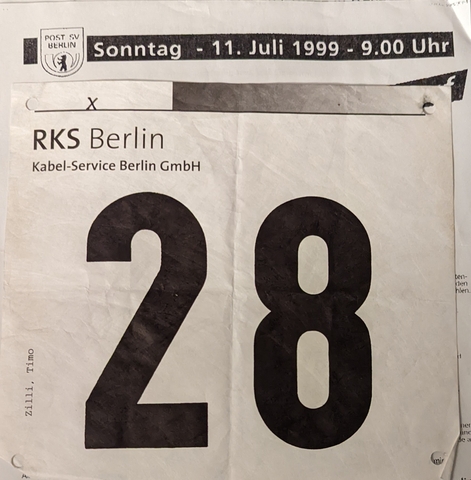 POST SV
BERLIN
Sonntag - 11. Juli 1999 - 9.00 Uhr
x
RKS Berlin
Kabel-Service Berlin GmbH
28
Zilli, Timo